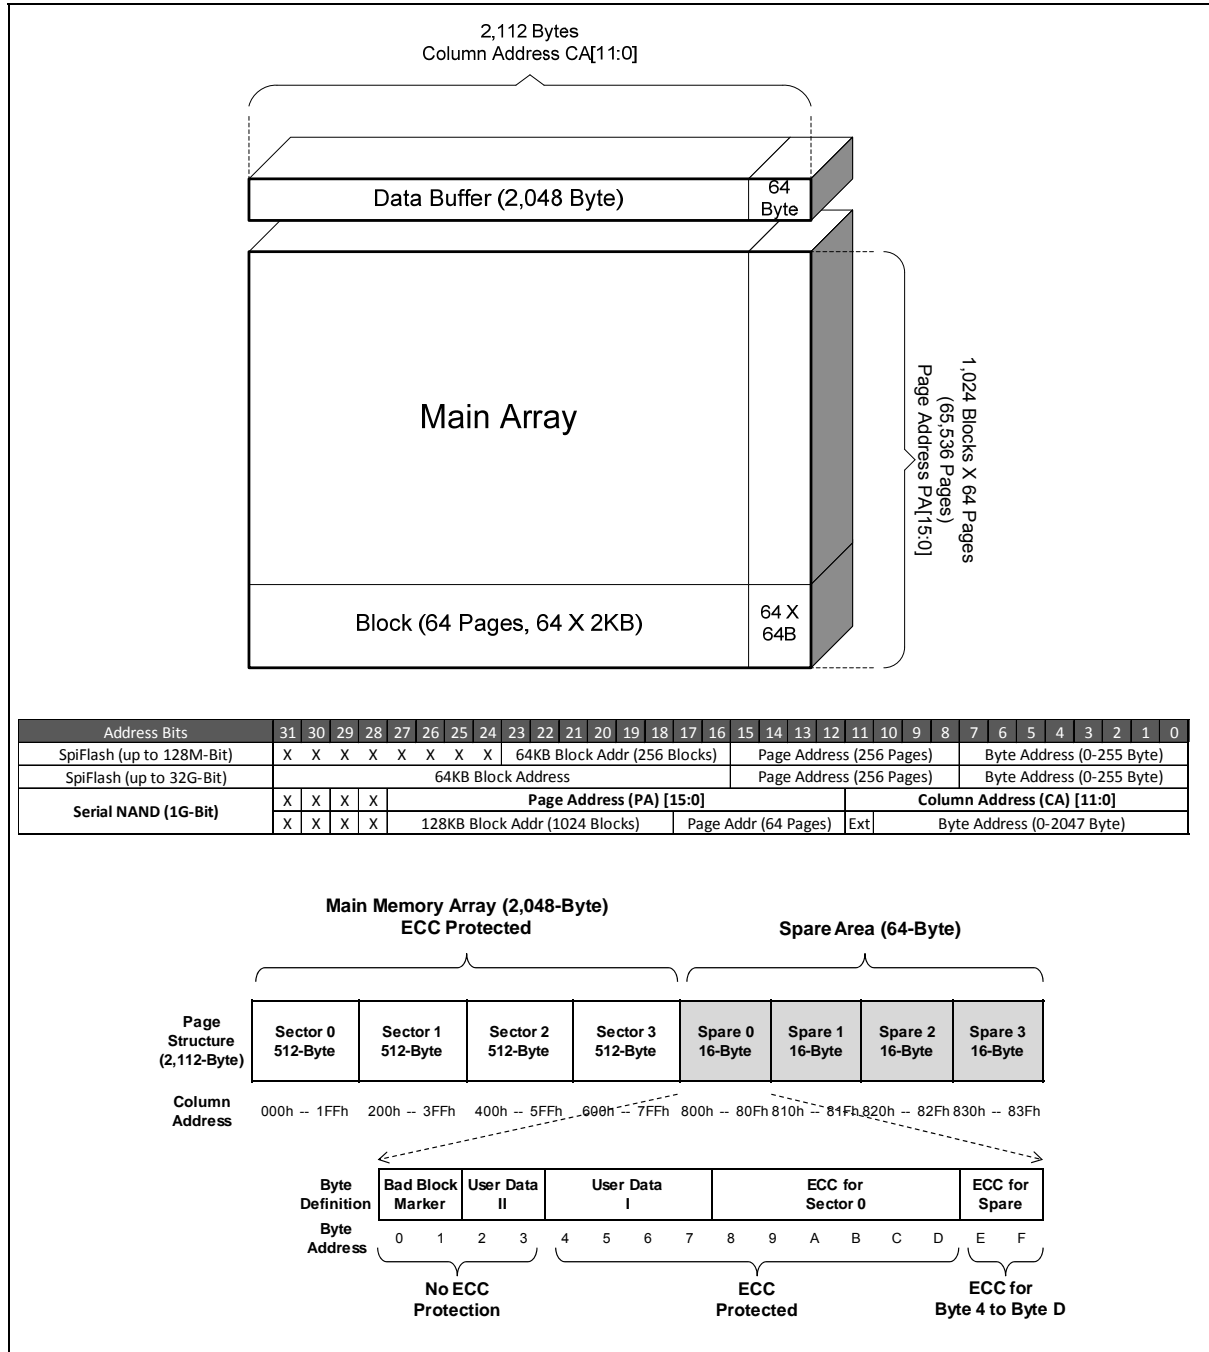 2,112 Bytes
Column Address CA[11:0]
Data Buffer (2,048 Byte)
64
Byte
Main Array
1,024 Blocks X 64 Pages
(65,536 Pages)
Page Address PA[15:0]
Block (64 Pages, 64 X 2KB)
64 X
64B
Address Bits 31 30 29 28 27 26 25 24 23 22 21 20 19 18 17 16 15 14 13 12 11 10 9 8 7 6 5 4 3 2 1 0
SpiFlash (up to 128M-Bit) X X X X X X X X 64KB Block Addr (256 Blocks) Page Address (256 Pages) Byte Address (0-255 Byte)
SpiFlash (up to 32G-Bit) 64KB Block Address Page Address (256 Pages) Byte Address (0-255 Byte)
Serial NAND (1G-Bit)
X X X X Page Address (PA) [15:0] Column Address (CA) [11:0]
X X X X 128KB Block Addr (1024 Blocks) Page Addr (64 Pages) Ext Byte Address (0-2047 Byte)
Main Memory Array (2,048-Byte)
ECC Protected
Spare Area (64-Byte)
Page
Structure
(2,112-Byte)
Sector 0
512-Byte
Sector 1
512-Byte
Sector 2
512-Byte
Sector 3
512-Byte
Spare 0
16-Byte
Spare 1
16-Byte
Spare 2
16-Byte
Spare 3
16-Byte
Column
Address
000h -- 1FFh 200h -- 3FFh 400h -- 5FFh 600h -- 7FFh 800h -- 80Fh 810h -- 81Fh 820h -- 82Fh 830h -- 83Fh
Byte
Definition
Bad Block
Marker
User Data
II
User Data
I
ECC for
Sector 0
ECC for
Spare
Byte
Address
0 1 2 3 4 5 6 7 8 9 A B C D E F
No ECC
Protection
ECC
Protected
ECC for
Byte 4 to Byte D